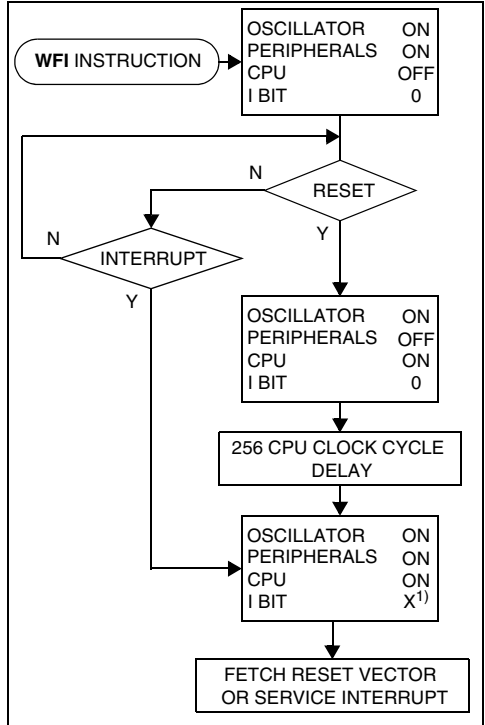 WFI INSTRUCTION
OSCILLATOR ON
PERIPHERALS ON
CPU OFF
I BIT 0
N
RESET
Y
N
INTERRUPT
Y
OSCILLATOR ON
PERIPHERALS OFF
CPU ON
I BIT 0
256 CPU CLOCK CYCLE
DELAY
OSCILLATOR ON
PERIPHERALS ON
CPU ON
I BIT X1)
FETCH RESET VECTOR
OR SERVICE INTERRUPT